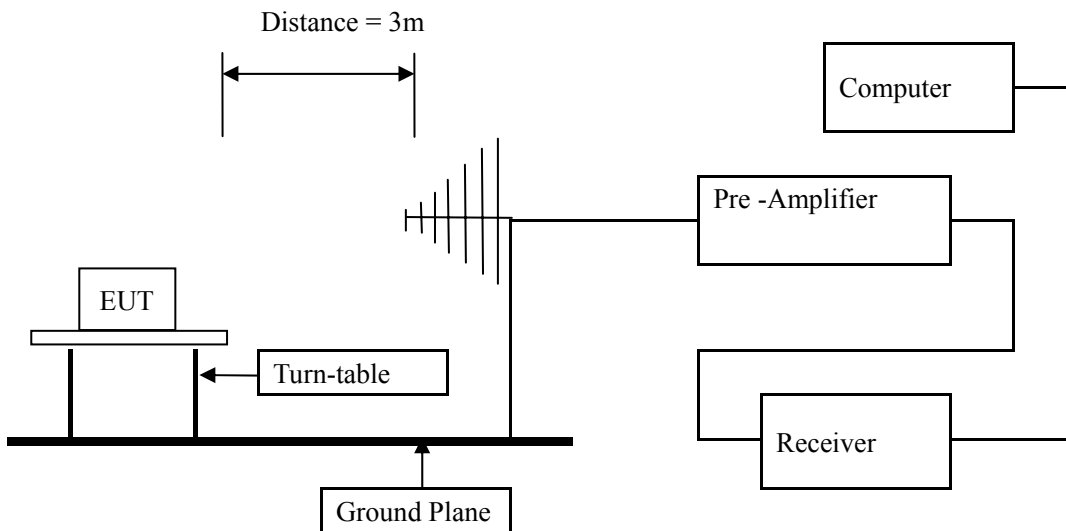 Distance = 3m
Computer
Pre -Amplifier
EUT
Turn-table
Receiver
Ground Plane